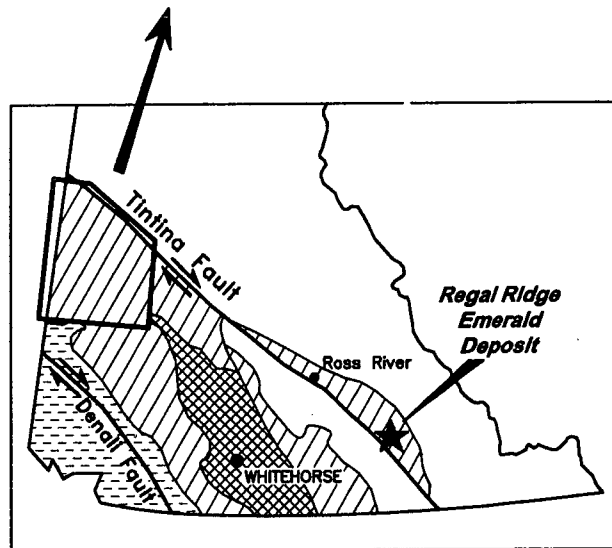 Tintina Fault
Regal Ridge
Emerald
Deposit
Ross River
Denali Fault
WHITEHORSE